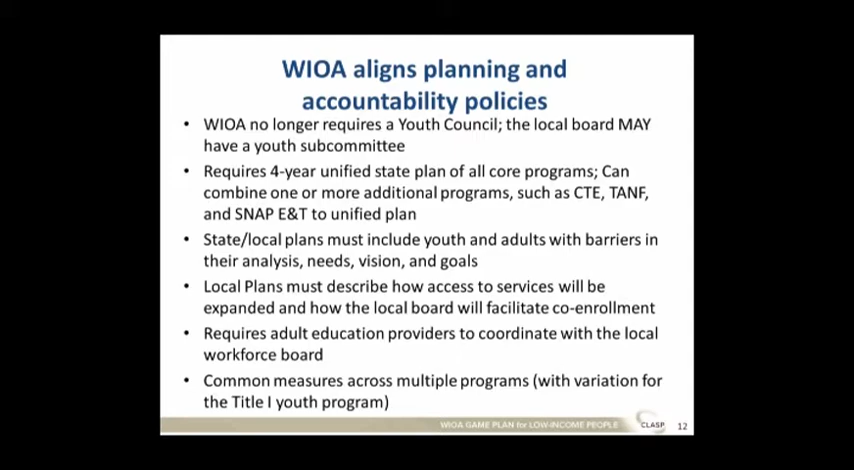 WIOA aligns planning and
accountability policies
• WIOA no longer requires a Youth Council; the local board MAY
have a youth subcommittee
• Requires 4-year unified state plan of all core programs; Can
combine one or more additional programs, such as CTE, TANF,
and SNAP E&T to unified plan
• State/local plans must include youth and adults with barriers in
their analysis, needs, vision, and goals
• Local Plans must describe how access to services will be
expanded and how the local board will facilitate co-enrollment
• Requires adult education providers to coordinate with the local
workforce board
• Common measures across multiple programs (with variation for
the Title I youth program)
WIOA GAME PLAN for LOW-INCOME PEOPLE CLASP 12